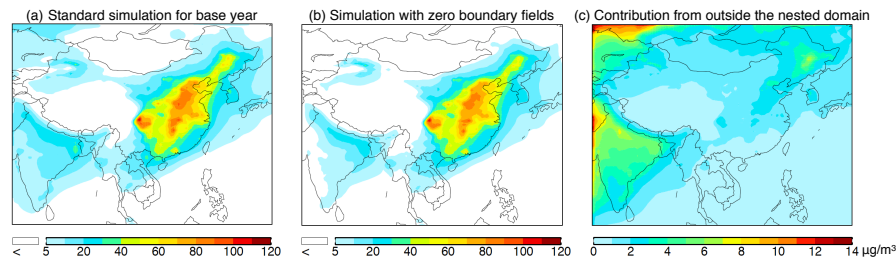 (a) Standard simulation for base year
(b) Simulation with zero boundary fields
(c) Contribution from outside the nested domain
< 5 20 40 60 80 100 120
< 5 20 40 60 80 100 120
0 2 4 6 8 10 12 14 µg/m³